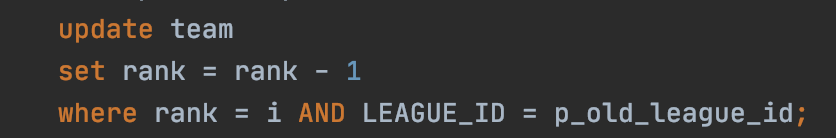 update team
set rank = rank - 1
where rank = i AND LEAGUE_ID = p_old_league_id;